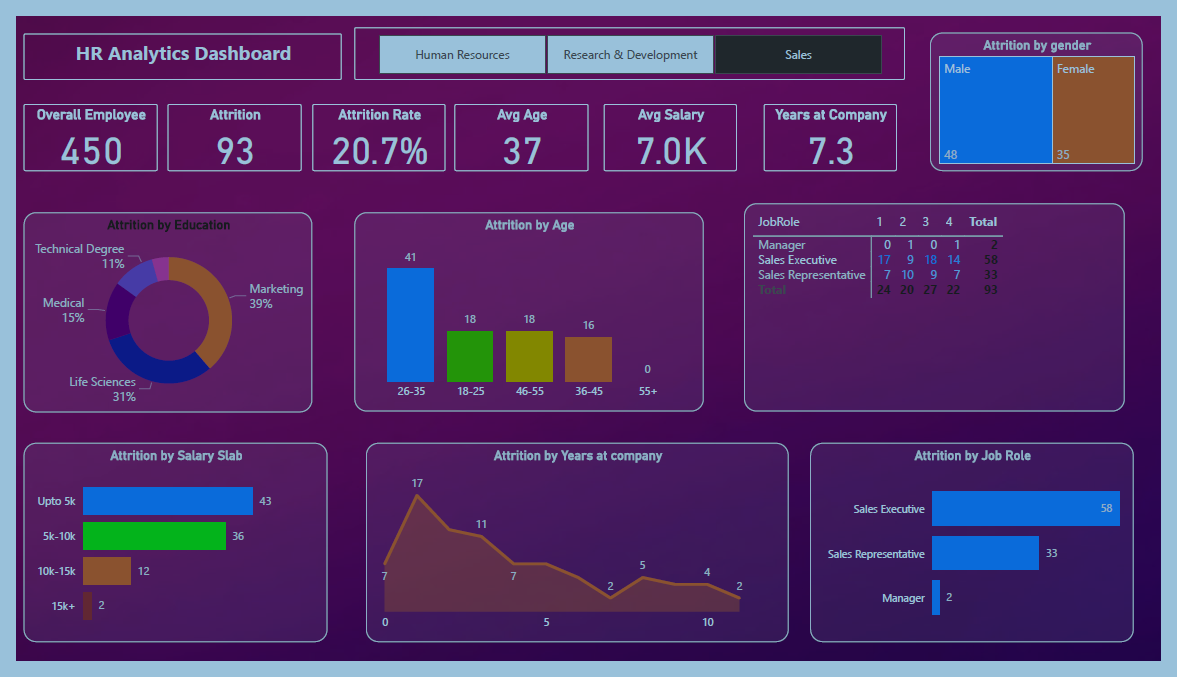 HR Analytics Dashboard
Human Resources
Research & Development
Sales
Attrition by gender
Male
Female
48
35
Overall Employee
450
Attrition
93
Attrition Rate
20.7%
Avg Age
37
Avg Salary
7.0K
Years at Company
7.3
Attrition by Education
Technical Degree
11%
Marketing
39%
Medical
15%
Life Sciences
31%
Attrition by Age
41
18
18
16
0
26-35
18-25
46-55
36-45
55+
JobRole 1 2 3 4 Total
Manager 0 1 0 1 2
Sales Executive 17 9 18 14 58
Sales Representative 7 10 9 7 33
Total 24 20 27 22 93
Attrition by Salary Slab
Upto 5k 43
5k-10k 36
10k-15k 12
15k+ 2
Attrition by Years at company
17
11
7
7
2
5
4
2
0
5
10
Attrition by Job Role
Sales Executive 58
Sales Representative 33
Manager 2